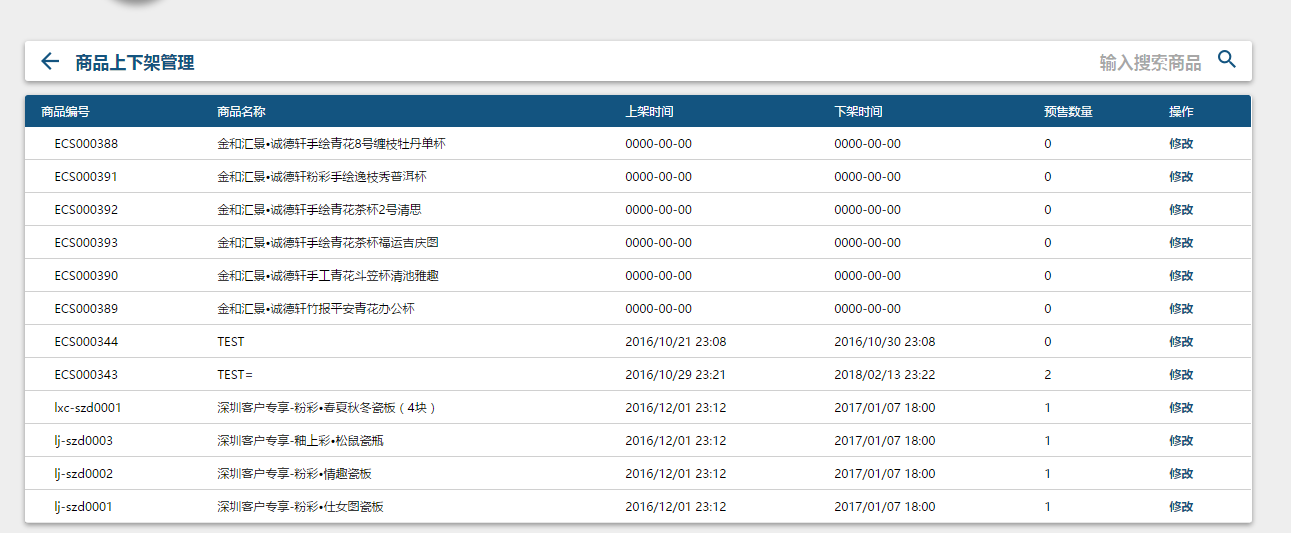 商品上下架管理 输入搜索商品
商品编号 商品名称 上架时间 下架时间 预售数量 操作
ECS000388 金和汇景•诚德轩手绘青花8号缠枝牡丹单杯 0000-00-00 0000-00-00 0 修改
ECS000391 金和汇景•诚德轩粉彩手绘逸枝秀普洱杯 0000-00-00 0000-00-00 0 修改
ECS000392 金和汇景•诚德轩手绘青花茶杯2号清思 0000-00-00 0000-00-00 0 修改
ECS000393 金和汇景•诚德轩手绘青花茶杯福运吉庆图 0000-00-00 0000-00-00 0 修改
ECS000390 金和汇景•诚德轩手工青花斗笠杯清池雅趣 0000-00-00 0000-00-00 0 修改
ECS000389 金和汇景•诚德轩竹报平安青花办公杯 0000-00-00 0000-00-00 0 修改
ECS000344 TEST 2016/10/21 23:08 2016/10/30 23:08 0 修改
ECS000343 TEST= 2016/10/29 23:21 2018/02/13 23:22 2 修改
lxc-szd0001 深圳客户专享-粉彩•春夏秋冬瓷板（4块） 2016/12/01 23:12 2017/01/07 18:00 1 修改
lj-szd0003 深圳客户专享-釉上彩•松鼠瓷瓶 2016/12/01 23:12 2017/01/07 18:00 1 修改
lj-szd0002 深圳客户专享-粉彩•情趣瓷板 2016/12/01 23:12 2017/01/07 18:00 1 修改
lj-szd0001 深圳客户专享-粉彩•仕女图瓷板 2016/12/01 23:12 2017/01/07 18:00 1 修改